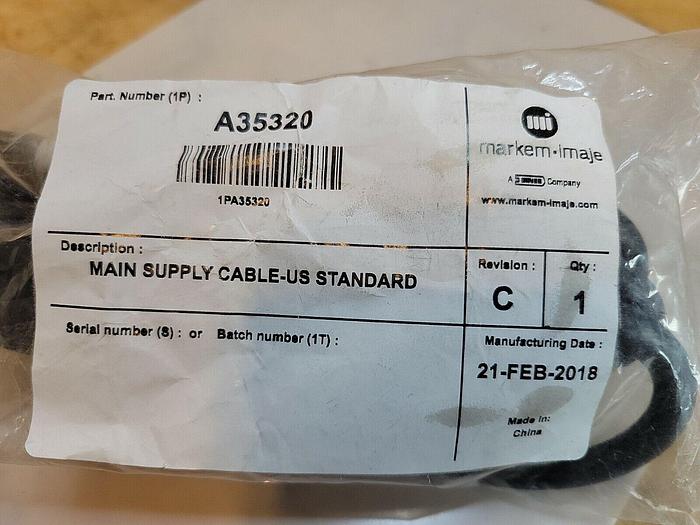 Part. Number (1P) :
A35320
1PA35320
markem·imaje
A DOVER Company
www.markem-imaje.com
Description :
MAIN SUPPLY CABLE-US STANDARD
Revision :
C
Qty :
1
Serial number (S) : or Batch number (1T) :
Manufacturing Date :
21-FEB-2018
Made in:
China